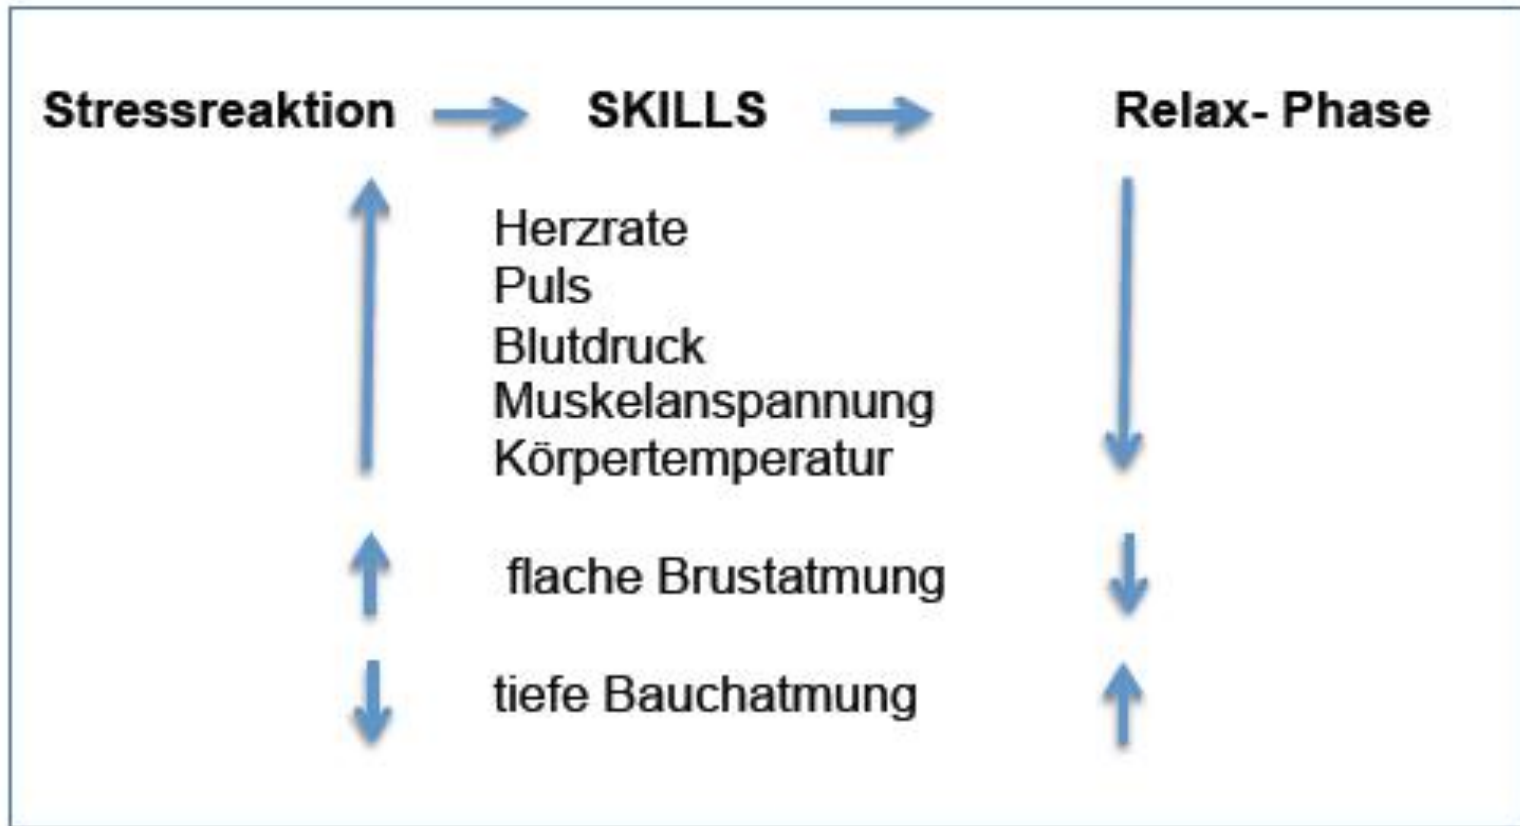 Stressreaktion SKILLS Relax- Phase
Herzrate
Puls
Blutdruck
Muskelanspannung
Körpertemperatur
flache Brustatmung
tiefe Bauchatmung